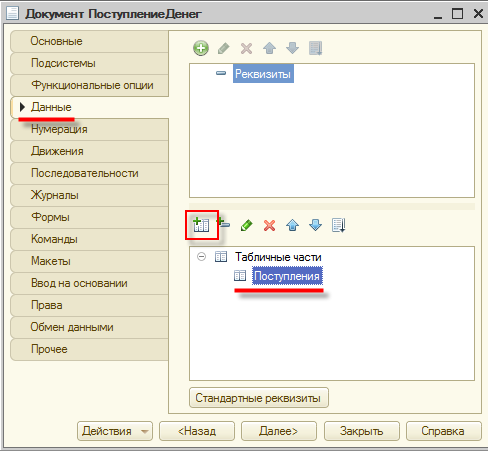 Документ ПоступлениеДенег
Основные
Подсистемы
Функциональные опции
Данные
Нумерация
Движения
Последовательности
Журналы
Формы
Команды
Макеты
Ввод на основании
Права
Обмен данными
Прочее
Реквизиты
Табличные части
Поступления
Стандартные реквизиты
Действия
<Назад
Далее>
Закрыть
Справка